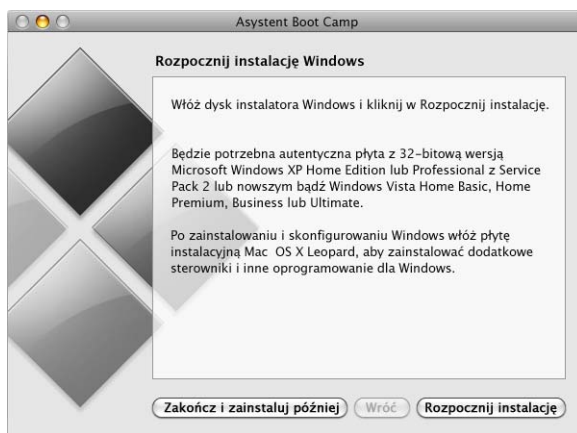 Asystent Boot Camp
Rozpocznij instalację Windows
Włóż dysk instalatora Windows i kliknij w Rozpocznij instalację.
Będzie potrzebna autentyczna płyta z 32-bitową wersją
Microsoft Windows XP Home Edition lub Professional z Service
Pack 2 lub nowszym bądź Windows Vista Home Basic, Home
Premium, Business lub Ultimate.
Po zainstalowaniu i skonfigurowaniu Windows włóż płytę
instalacyjną Mac OS X Leopard, aby zainstalować dodatkowe
sterowniki i inne oprogramowanie dla Windows.
Zakończ i zainstaluj później Wróć Rozpocznij instalację